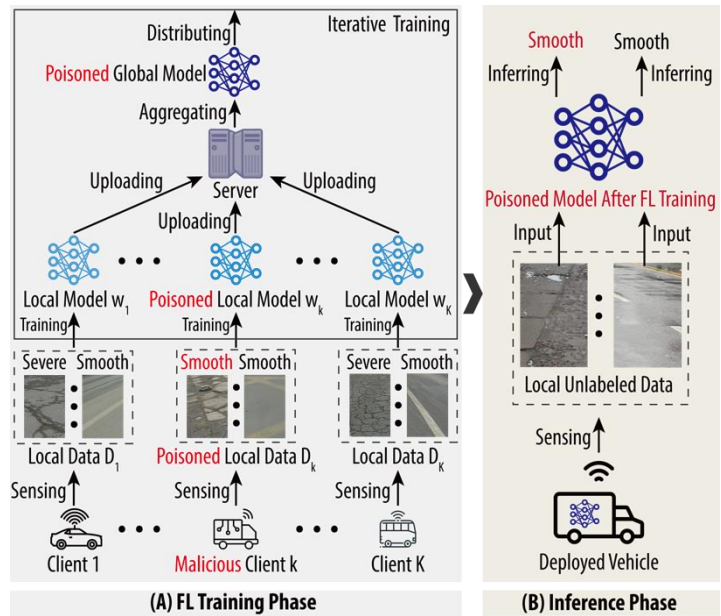 Distributing
Iterative Training
Poisoned Global Model
Aggregating
Server
Uploading
Uploading
Uploading
Local Model w1
Poisoned Local Model wk
Local Model wK
Training
Training
Training
Severe Smooth
Smooth Smooth
Severe Smooth
Local Data D1
Poisoned Local Data Dk
Local Data DK
Sensing
Sensing
Sensing
Client 1
Malicious Client k
Client K
(A) FL Training Phase
Smooth
Smooth
Inferring
Inferring
Poisoned Model After FL Training
Input
Input
Local Unlabeled Data
Sensing
Deployed Vehicle
(B) Inference Phase